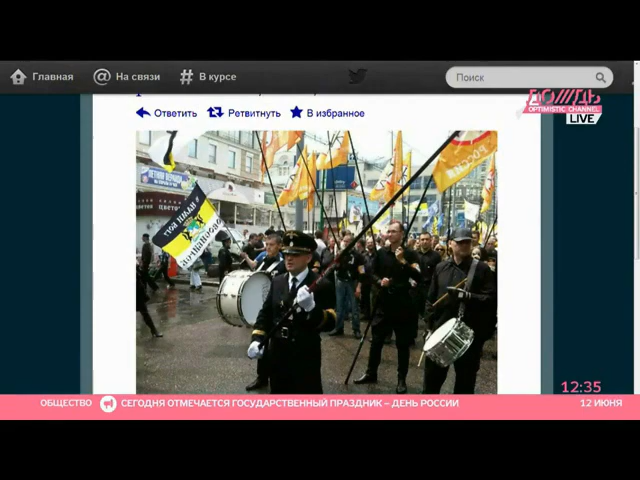 Главная
На связи
В курсе
Поиск
ДОЖДЬ
OPTIMISTIC CHANNEL
LIVE
Ответить
Ретвитнуть
В избранное
РОССИЯ
12:35
ОБЩЕСТВО
СЕГОДНЯ ОТМЕЧАЕТСЯ ГОСУДАРСТВЕННЫЙ ПРАЗДНИК – ДЕНЬ РОССИИ
12 ИЮНЯ